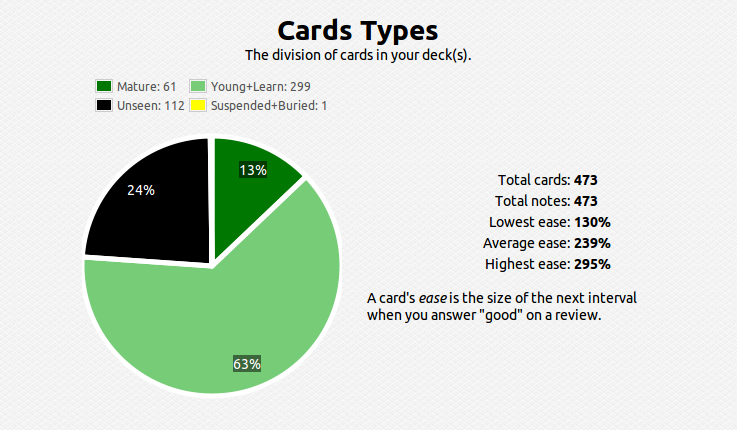 Cards Types
The division of cards in your deck(s).
Mature: 61 Young+Learn: 299
Unseen: 112 Suspended+Buried: 1
13%
24%
63%
Total cards: 473
Total notes: 473
Lowest ease: 130%
Average ease: 239%
Highest ease: 295%
A card's ease is the size of the next interval
when you answer "good" on a review.